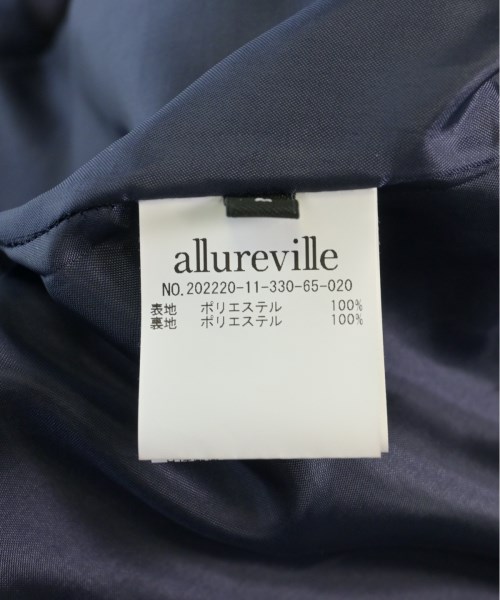 allureville
NO.202220-11-330-65-020
表地 ポリエステル 100%
裏地 ポリエステル 100%